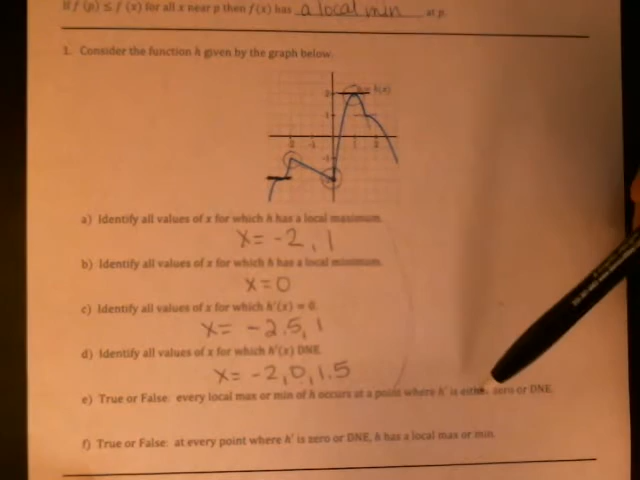 If f (p) ≤ f (x) for all x near p then f(x) has a local min at p.
1. Consider the function h given by the graph below.
h(x)
2
1
-2 -1 1 2
-1
a) Identify all values of x for which h has a local maximum.
x = -2, 1
b) Identify all values of x for which h has a local minimum.
x = 0
c) Identify all values of x for which h'(x) = 0.
x = -2.5, 1
d) Identify all values of x for which h'(x) DNE.
x = -2, 0, 1.5
e) True or False: every local max or min of h occurs at a point where h' is either zero or DNE.
f) True or False: at every point where h' is zero or DNE, h has a local max or min.